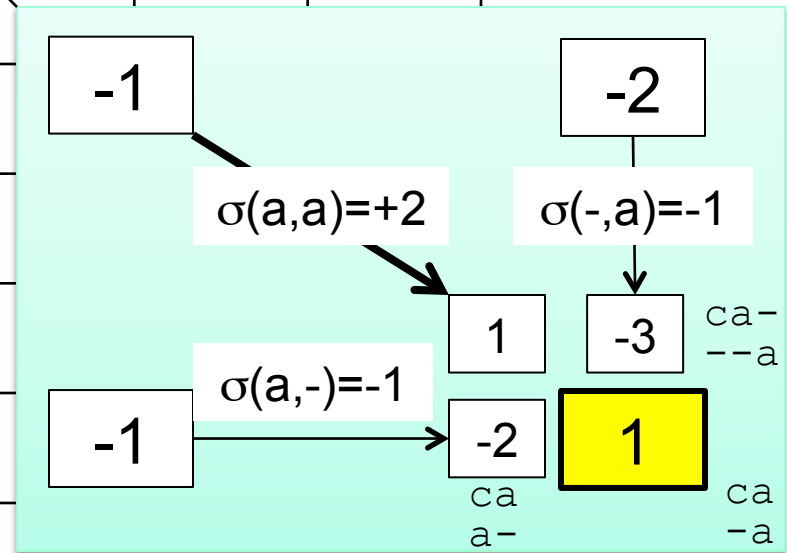 -1
-2
σ(a,a)=+2
σ(-,a)=-1
1
-3
ca-
--a
σ(a,-)=-1
-1
-2
1
ca
a-
ca
-a